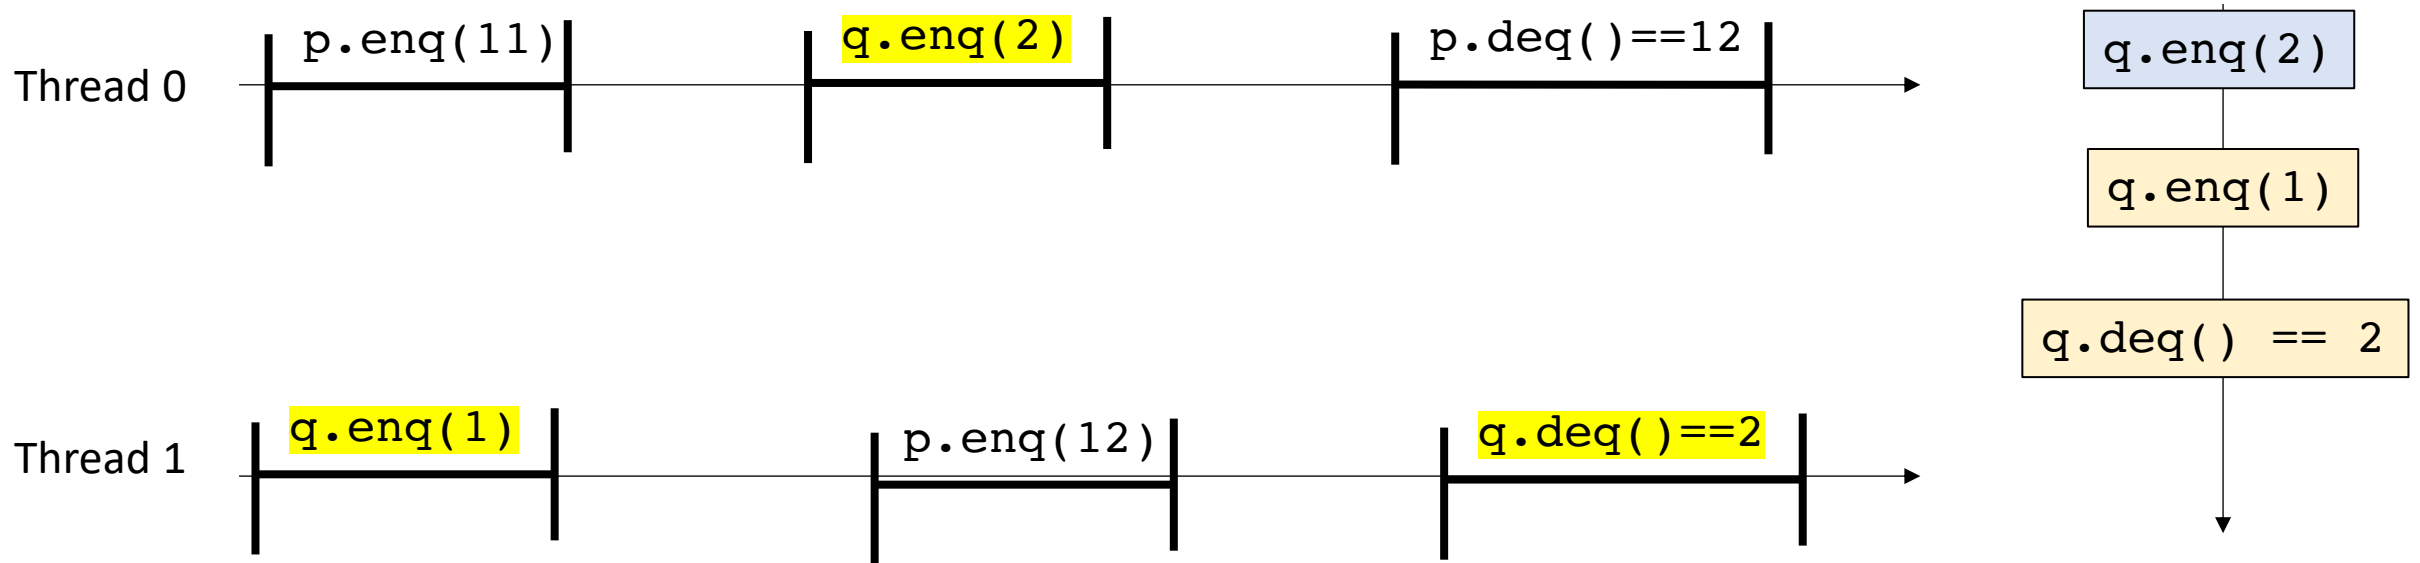 Thread 0
p.enq(11)
q.enq(2)
p.deq()==12
Thread 1
q.enq(1)
p.enq(12)
q.deq()==2
q.enq(2)
q.enq(1)
q.deq() == 2